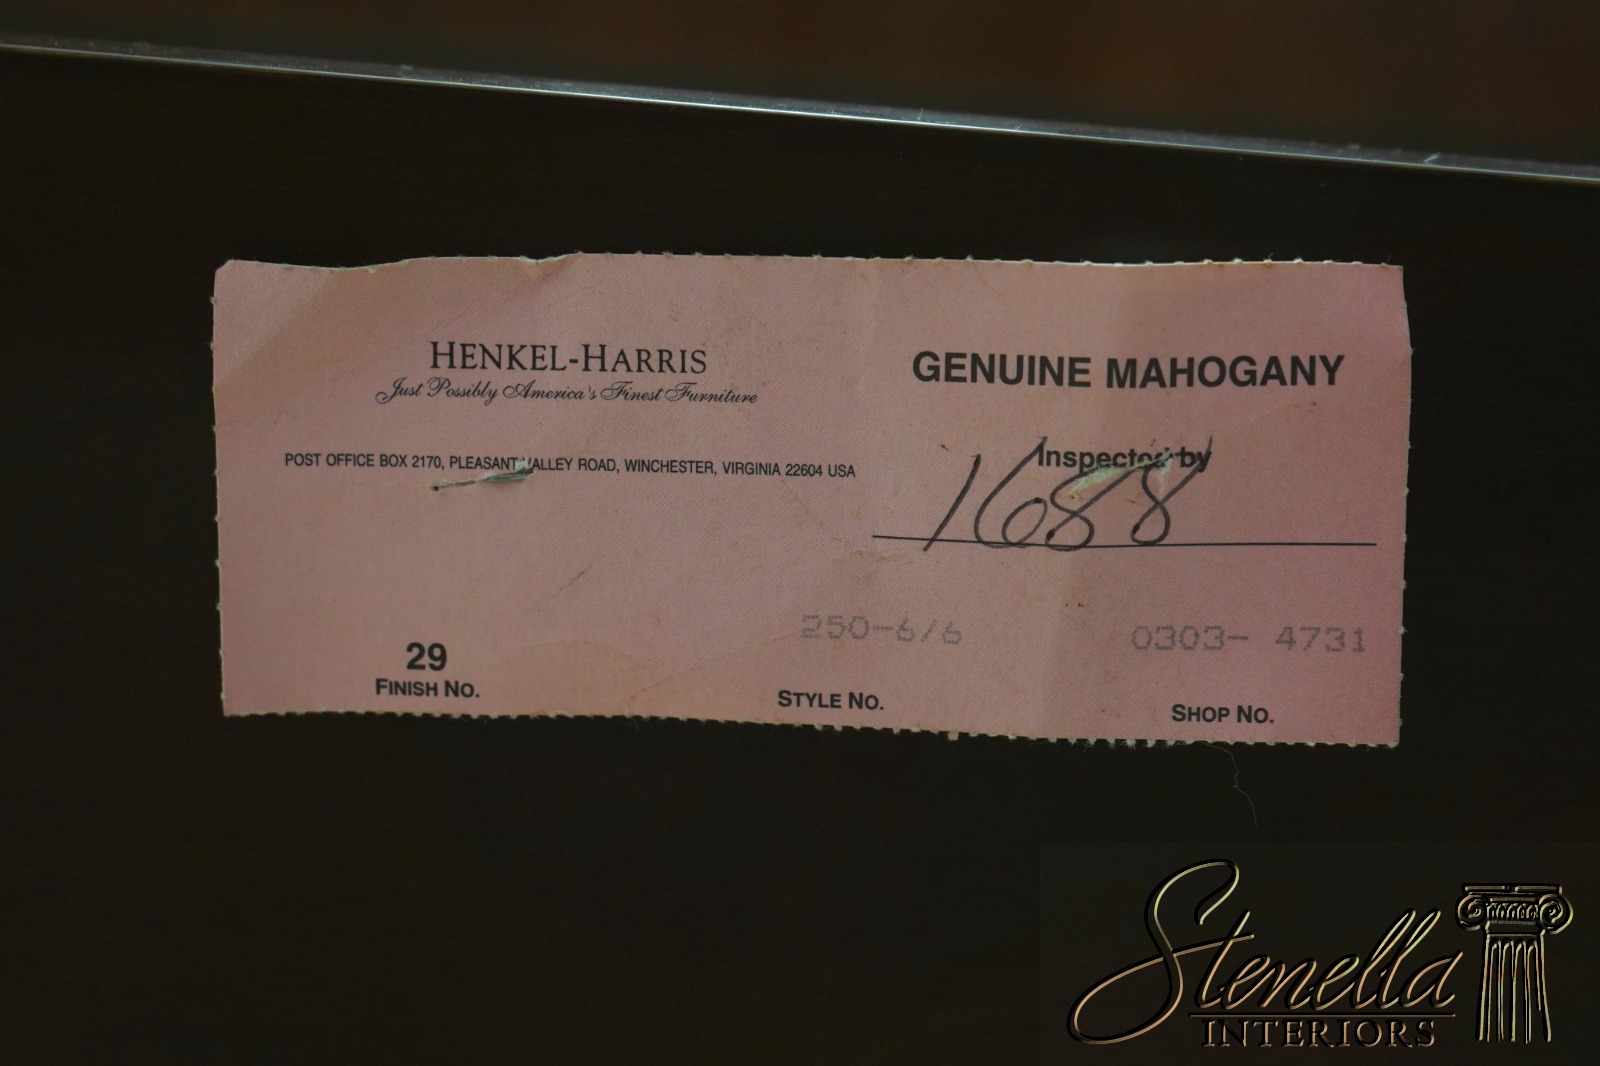 HENKEL-HARRIS
Just Possibly America's Finest Furniture
POST OFFICE BOX 2170, PLEASANT VALLEY ROAD, WINCHESTER, VIRGINIA 22604 USA
GENUINE MAHOGANY
Inspected by
1688
29
FINISH NO.
250-6/6
STYLE NO.
0303- 4731
SHOP NO.
Stenella
INTERIORS